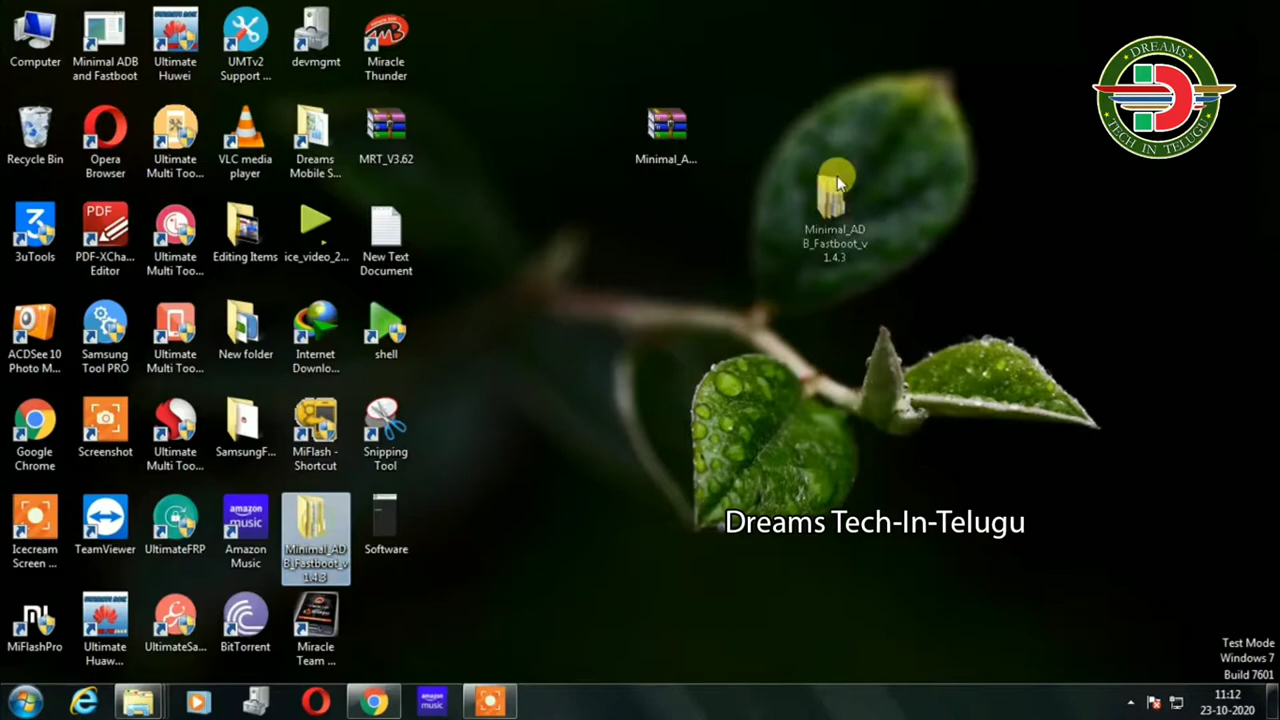 Computer
Minimal ADB
and Fastboot
Ultimate
Huwei
UMTv2
Support ...
devmgmt
Miracle
Thunder
Recycle Bin
Opera
Browser
Ultimate
Multi Too...
VLC media
player
Dreams
Mobile S...
MRT_V3.62
Minimal_A...
Minimal_AD
B_Fastboot_v
1.4.3
3uTools
PDF
PDF-XCha...
Editor
Ultimate
Multi Too...
Editing Items
ice_video_2...
New Text
Document
ACDSee 10
Photo M...
Samsung
Tool PRO
Ultimate
Multi Too...
New folder
Internet
Downlo...
shell
Google
Chrome
Screenshot
Ultimate
Multi Too...
SamsungF...
MiFlash -
Shortcut
Snipping
Tool
Icecream
Screen ...
TeamViewer
UltimateFRP
amazon
music
Amazon
Music
Minimal_AD
B_Fastboot_v
1.4.3
Software
MiFlashPro
Ultimate
Huaw...
UltimateSa...
BitTorrent
Miracle
Team ...
DREAMS
TECH IN TELUGU
Dreams Tech-In-Telugu
Test Mode
Windows 7
Build 7601
amazon
music
11:12
23-10-2020